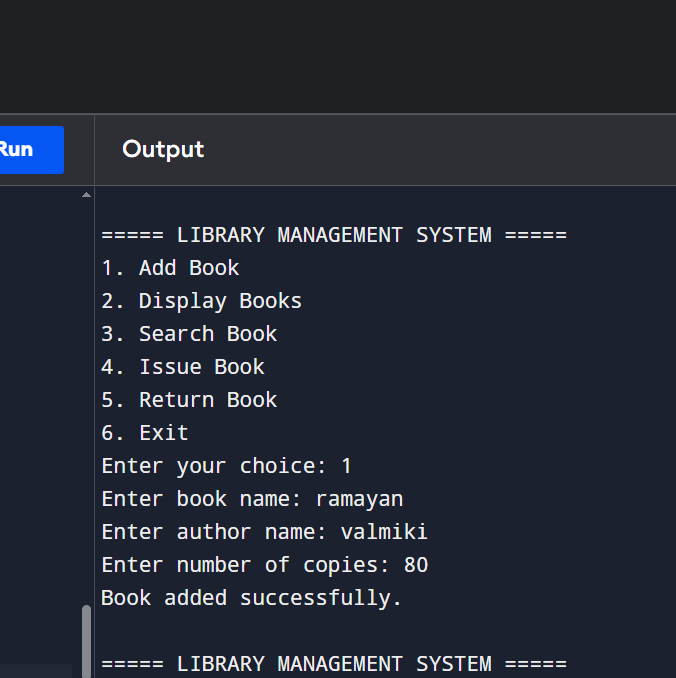 Run
Output
===== LIBRARY MANAGEMENT SYSTEM =====
1. Add Book
2. Display Books
3. Search Book
4. Issue Book
5. Return Book
6. Exit
Enter your choice: 1
Enter book name: ramayan
Enter author name: valmiki
Enter number of copies: 80
Book added successfully.
===== LIBRARY MANAGEMENT SYSTEM =====